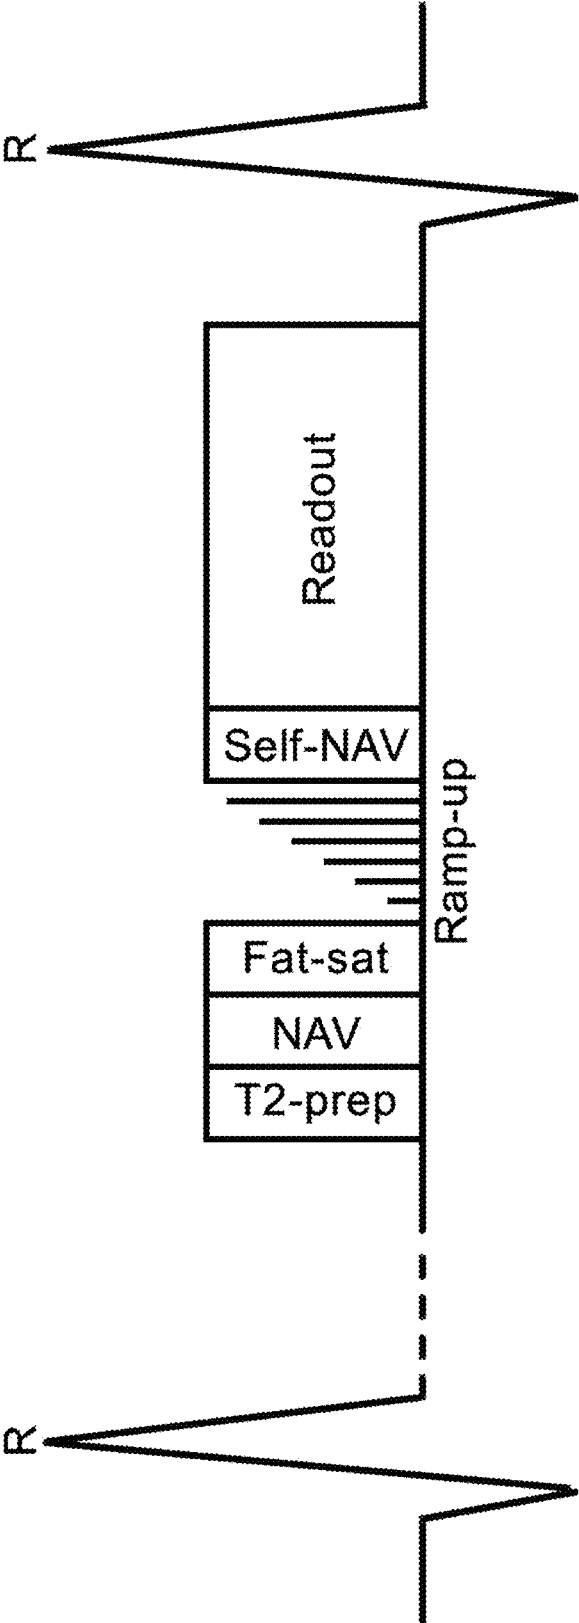 R
T2-prep
NAV
Fat-sat
Ramp-up
Self-NAV
Readout
R